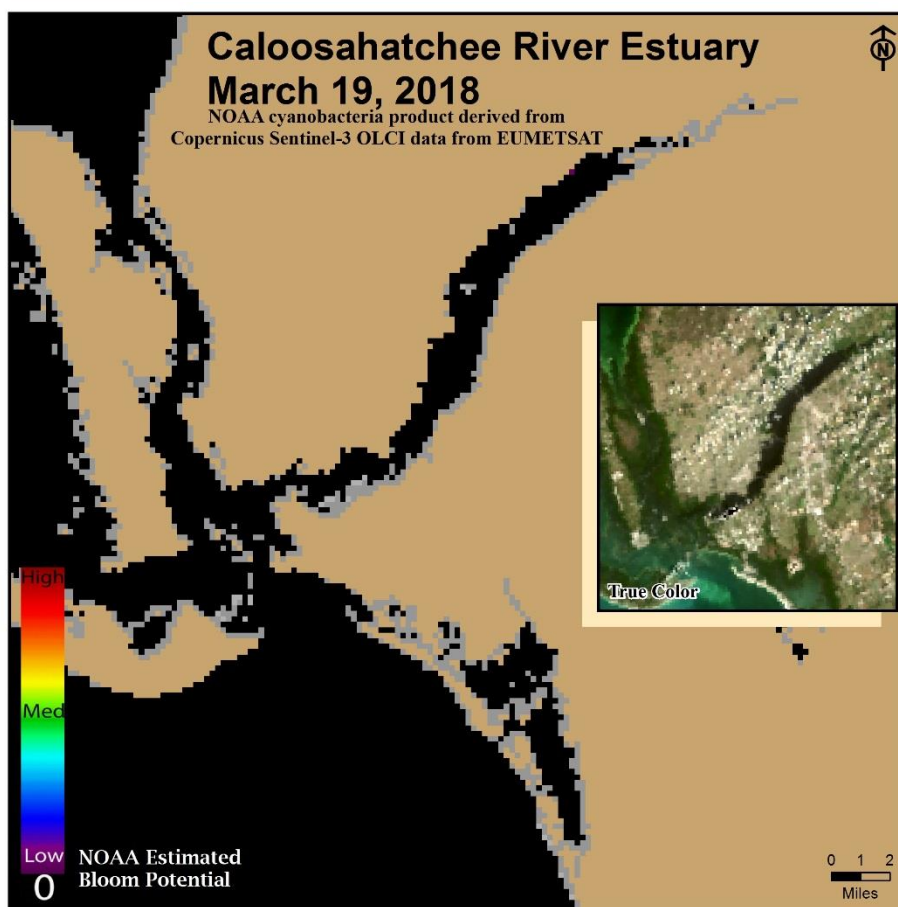 Caloosahatchee River Estuary
March 19, 2018
NOAA cyanobacteria product derived from
Copernicus Sentinel-3 OLCI data from EUMETSAT
N
True Color
High
Med
Low
0
NOAA Estimated
Bloom Potential
0 1 2
Miles